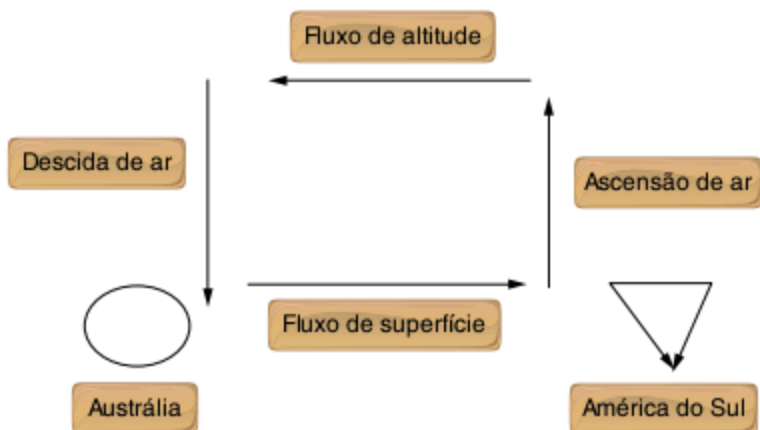 Fluxo de altitude
Descida de ar
Ascensão de ar
Fluxo de superfície
Austrália
América do Sul